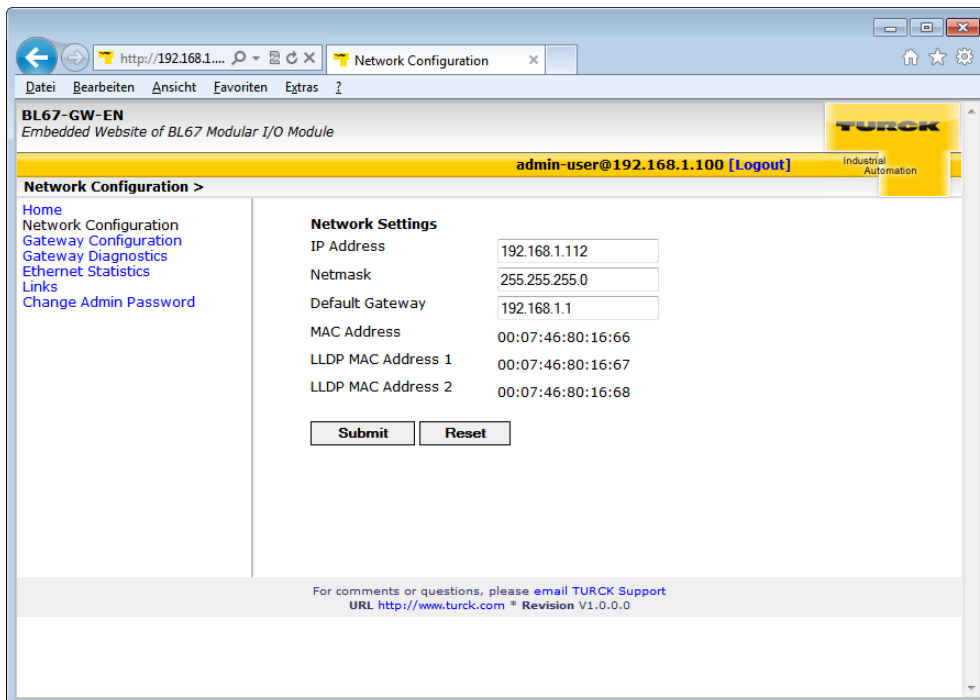 http://192.168.1....
Network Configuration
Datei Bearbeiten Ansicht Favoriten Extras ?
BL67-GW-EN
Embedded Website of BL67 Modular I/O Module
TURCK
Industrial
Automation
admin-user@192.168.1.100 [Logout]
Network Configuration >
Home
Network Configuration
Gateway Configuration
Gateway Diagnostics
Ethernet Statistics
Links
Change Admin Password
Network Settings
IP Address 192.168.1.112
Netmask 255.255.255.0
Default Gateway 192.168.1.1
MAC Address 00:07:46:80:16:66
LLDP MAC Address 1 00:07:46:80:16:67
LLDP MAC Address 2 00:07:46:80:16:68
Submit Reset
For comments or questions, please email TURCK Support
URL http://www.turck.com * Revision V1.0.0.0